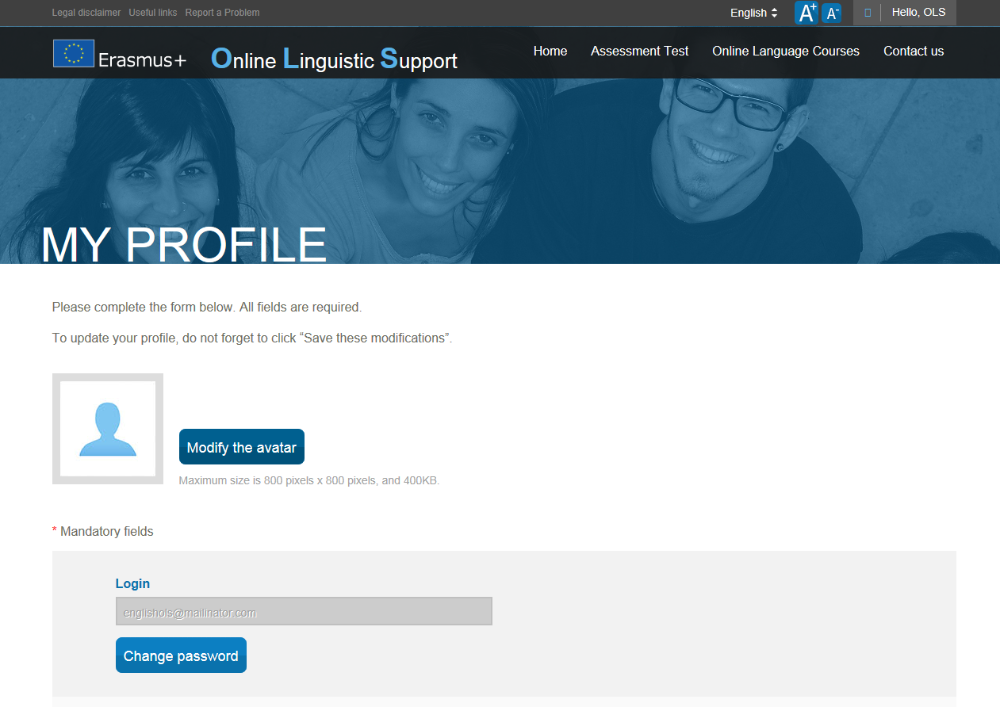 Legal disclaimer Useful links Report a Problem English A+ A- Hello, OLS
Erasmus+ Online Linguistic Support Home Assessment Test Online Language Courses Contact us
MY PROFILE
Please complete the form below. All fields are required.
To update your profile, do not forget to click “Save these modifications”.
Modify the avatar
Maximum size is 800 pixels x 800 pixels, and 400KB.
* Mandatory fields
Login
englishols@mailinator.com
Change password